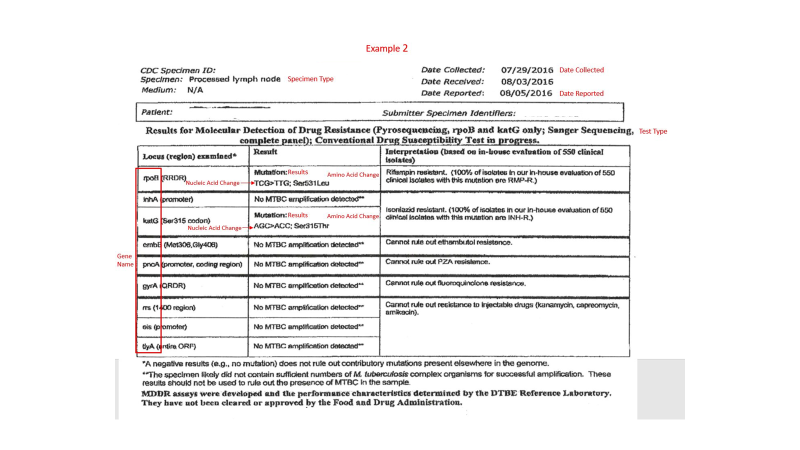 Example 2
CDC Specimen ID:
Specimen: Processed lymph node Specimen Type
Medium: N/A
Date Collected: 07/29/2016 Date Collected
Date Received: 08/03/2016
Date Reported: 08/05/2016 Date Reported
Patient:
Submitter Specimen Identifiers:
Results for Molecular Detection of Drug Resistance (Pyrosequencing, rpoB and katG only; Sanger Sequencing, Test Type
complete panel); Conventional Drug Susceptibility Test in progress.
Locus (region) examined*
Result
Interpretation (based on in-house evaluation of 550 clinical
isolates)
rpoB (RRDR)
Nucleic Acid Change
Mutation: Results Amino Acid Change
TCG>TTG; Ser531Leu
Rifampin resistant. (100% of isolates in our in-house evaluation of 550
clinical isolates with this mutation are RMP-R.)
inhA (promoter)
No MTBC amplification detected**
Isoniazid resistant. (100% of isolates in our in-house evaluation of 550
clinical isolates with this mutation are INH-R.)
katG (Ser315 codon)
Nucleic Acid Change
Mutation: Results Amino Acid Change
AGC>ACC; Ser315Thr
Gene
Name
embB (Met306,Gly406)
No MTBC amplification detected**
Cannot rule out ethambutol resistance.
pncA (promoter, coding region)
No MTBC amplification detected**
Cannot rule out PZA resistance.
gyrA (QRDR)
No MTBC amplification detected**
Cannot rule out fluoroquinolone resistance.
rrs (1400 region)
No MTBC amplification detected**
Cannot rule out resistance to injectable drugs (kanamycin, capreomycin,
amikacin).
eis (promoter)
No MTBC amplification detected**
tlyA (entire ORF)
No MTBC amplification detected**
*A negative results (e.g., no mutation) does not rule out contributory mutations present elsewhere in the genome.
**The specimen likely did not contain sufficient numbers of M. tuberculosis complex organisms for successful amplification. These
results should not be used to rule out the presence of MTBC in the sample.
MDDR assays were developed and the performance characteristics determined by the DTBE Reference Laboratory.
They have not been cleared or approved by the Food and Drug Administration.